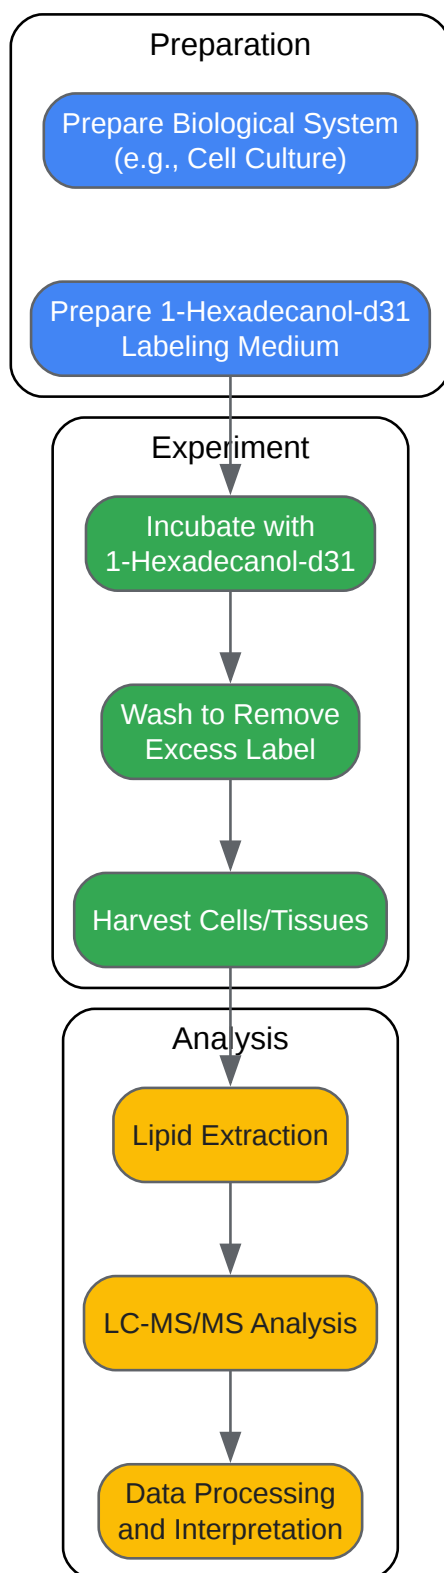 Preparation
Prepare Biological System
(e.g., Cell Culture)
Prepare 1-Hexadecanol-d31
Labeling Medium
Experiment
Incubate with
1-Hexadecanol-d31
Wash to Remove
Excess Label
Harvest Cells/Tissues
Analysis
Lipid Extraction
LC-MS/MS Analysis
Data Processing
and Interpretation